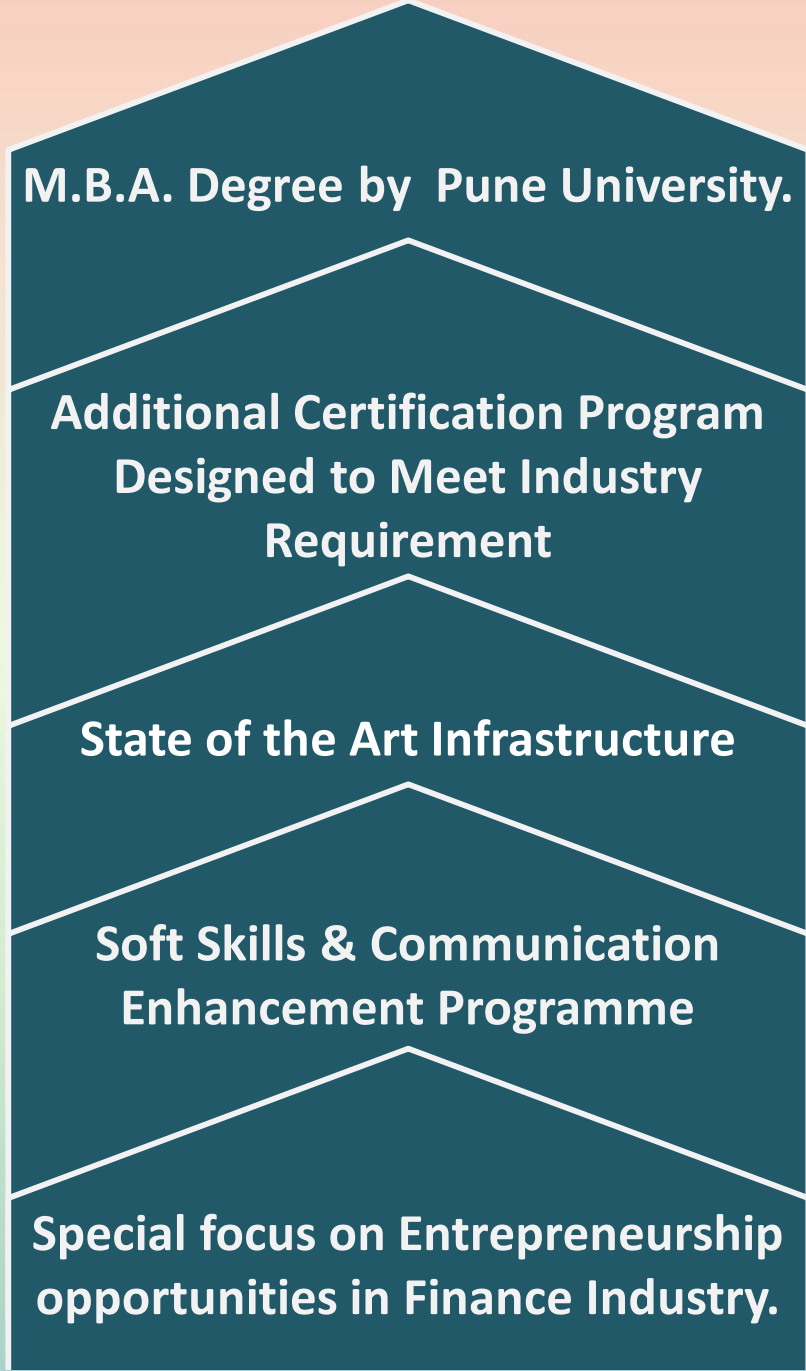 M.B.A. Degree by Pune University.
Additional Certification Program
Designed to Meet Industry
Requirement
State of the Art Infrastructure
Soft Skills & Communication
Enhancement Programme
Special focus on Entrepreneurship
opportunities in Finance Industry.